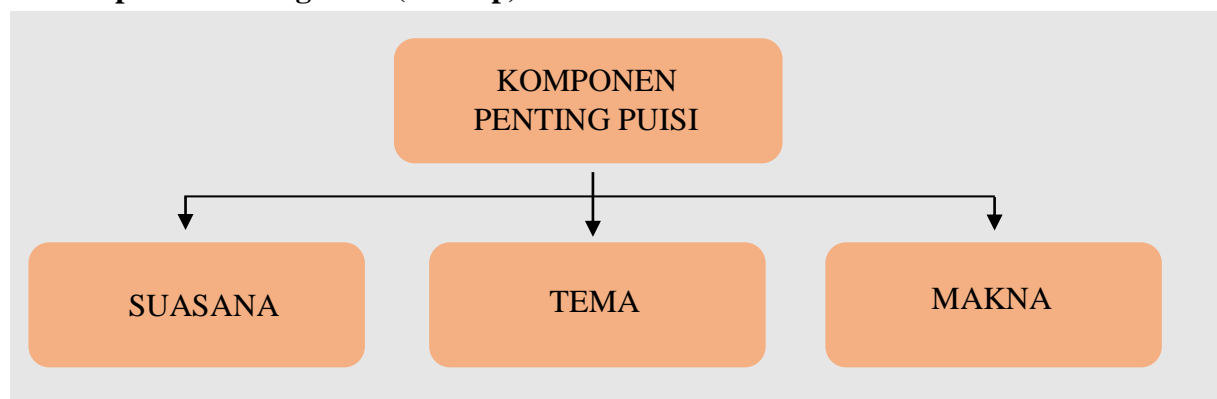 KOMPONEN
PENTING PUISI
SUASANA
TEMA
MAKNA